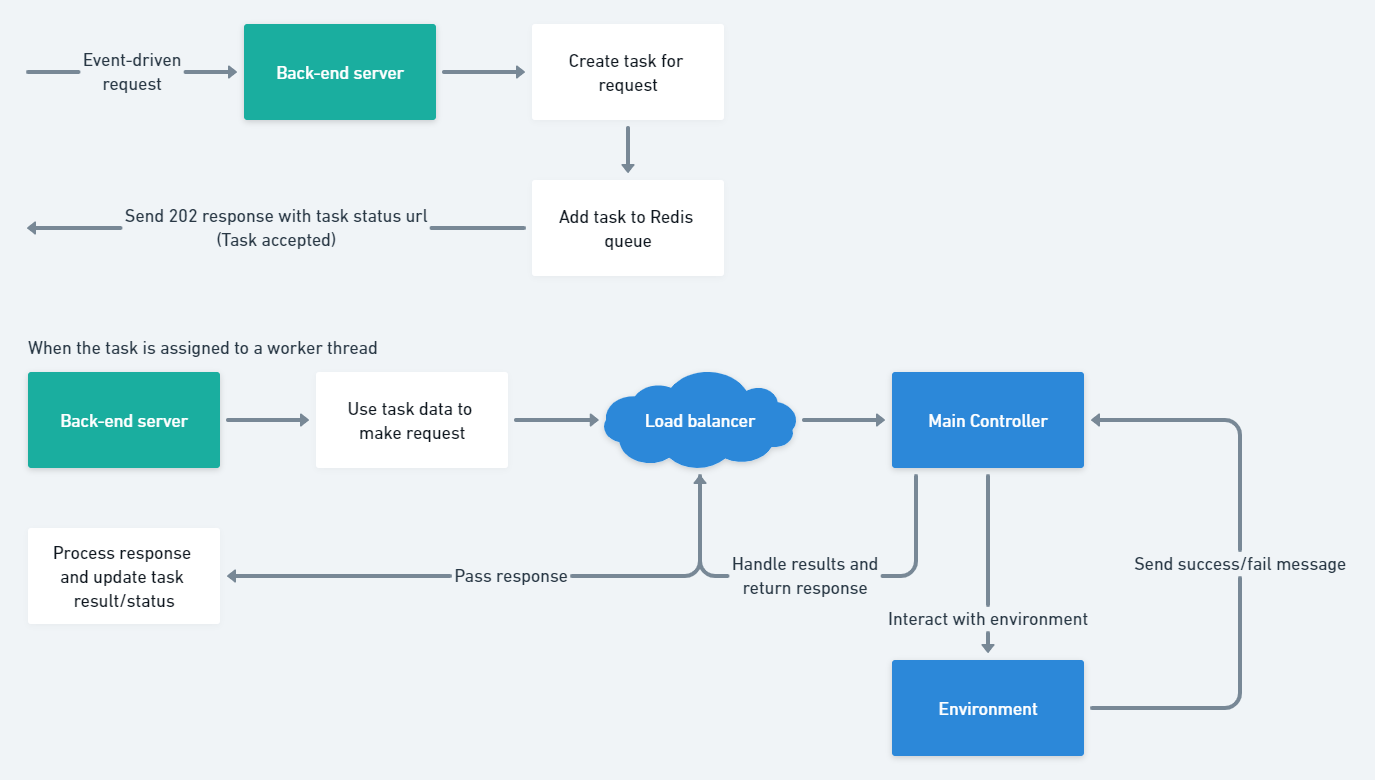 Event-driven
request
Back-end server
Create task for
request
Send 202 response with task status url
(Task accepted)
Add task to Redis
queue
When the task is assigned to a worker thread
Back-end server
Use task data to
make request
Load balancer
Main Controller
Process response
and update task
result/status
Pass response
Handle results and
return response
Send success/fail message
Interact with environment
Environment